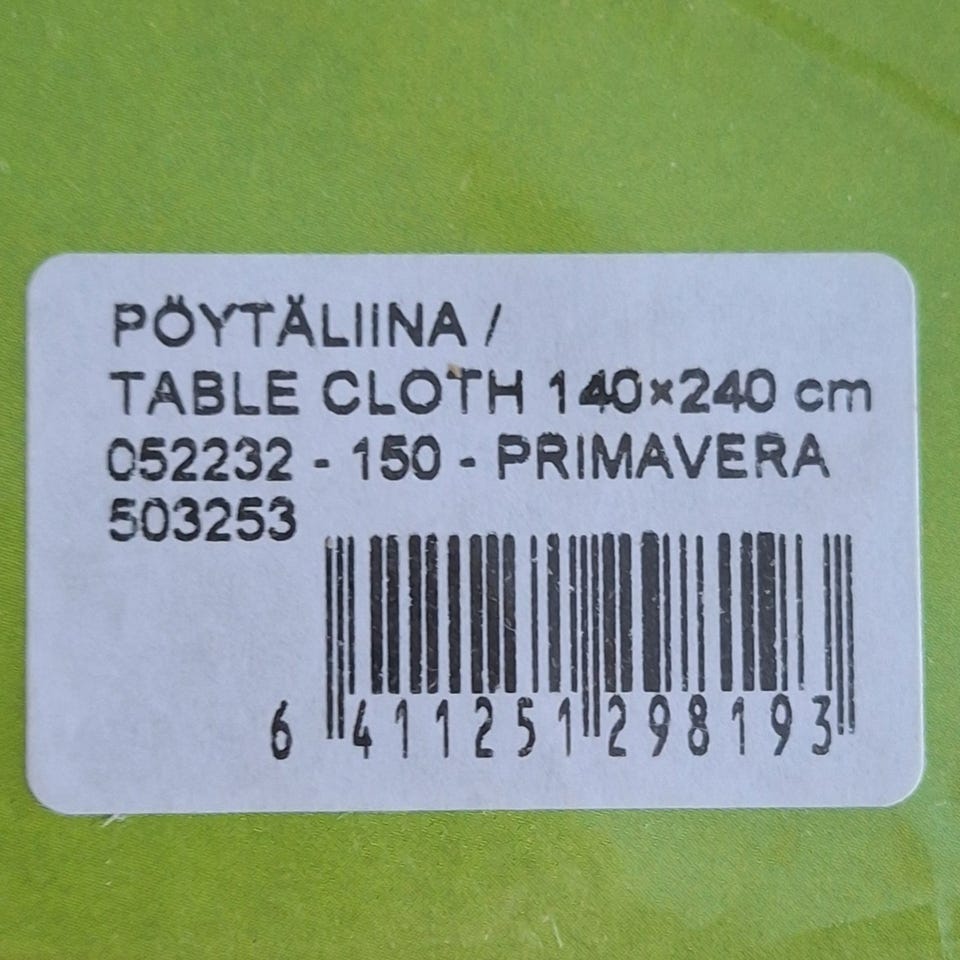 PÖYTÄLIINA /
TABLE CLOTH 140×240 cm
052232 - 150 - PRIMAVERA
503253
6 411251 298193